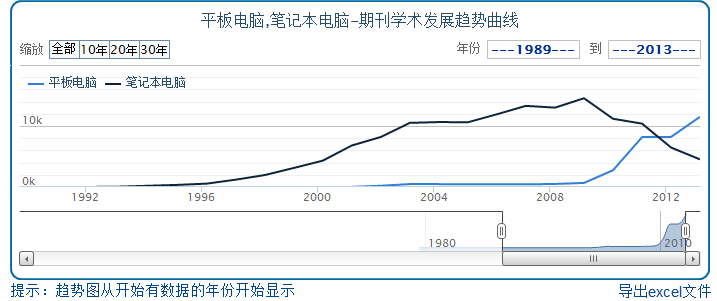 平板电脑,笔记本电脑-期刊学术发展趋势曲线
缩放 全部 10年 20年 30年 年份 ---1989--- 到 ---2013---
平板电脑 笔记本电脑
10k
0k
1992 1996 2000 2004 2008 2012
1980 2010
提示：趋势图从开始有数据的年份开始显示 导出excel文件